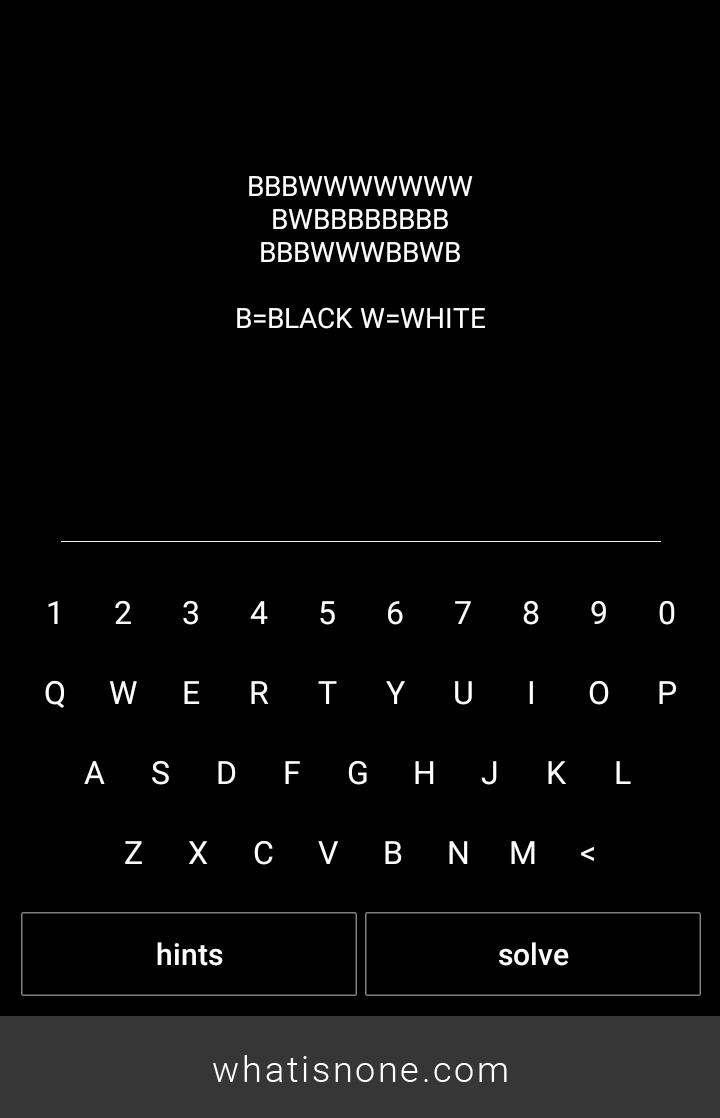 BBBWWWWWWW
BWBBBBBBBB
BBBWWWBBWB
B=BLACK W=WHITE
1 2 3 4 5 6 7 8 9 0
Q W E R T Y U I O P
A S D F G H J K L
Z X C V B N M <
hints solve
whatisnone.com